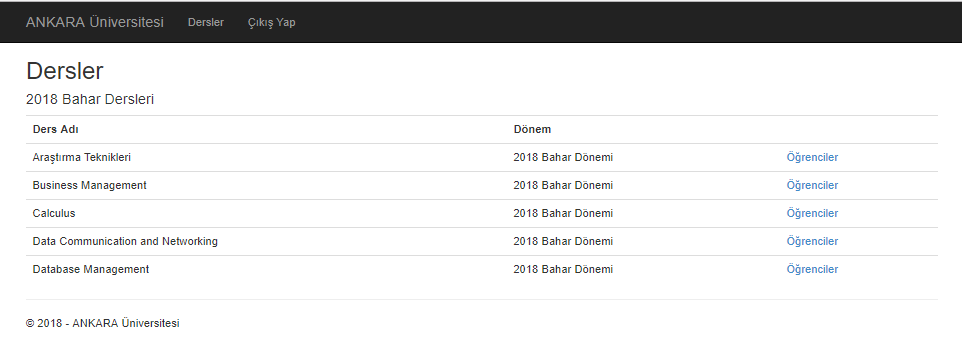 ANKARA Üniversitesi Dersler Çıkış Yap
Dersler
2018 Bahar Dersleri
Ders Adı Dönem
Araştırma Teknikleri 2018 Bahar Dönemi Öğrenciler
Business Management 2018 Bahar Dönemi Öğrenciler
Calculus 2018 Bahar Dönemi Öğrenciler
Data Communication and Networking 2018 Bahar Dönemi Öğrenciler
Database Management 2018 Bahar Dönemi Öğrenciler
© 2018 - ANKARA Üniversitesi